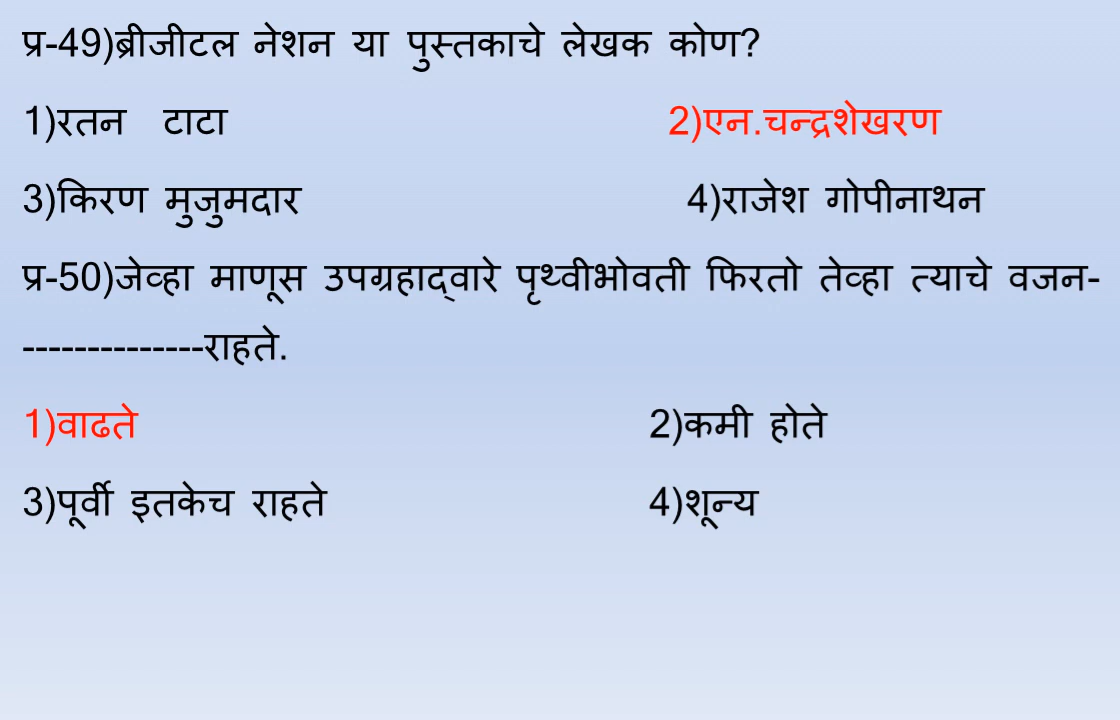 प्र-49)ब्रीजीटल नेशन या पुस्तकाचे लेखक कोण?
1)रतन टाटा 2)एन.चन्द्रशेखरण
3)किरण मुजुमदार 4)राजेश गोपीनाथन
प्र-50)जेव्हा माणूस उपग्रहाद्‌वारे पृथ्वीभोवती फिरतो तेव्हा त्याचे वजन-
--------------राहते.
1)वाढते 2)कमी होते
3)पूर्वी इतकेच राहते 4)शून्य